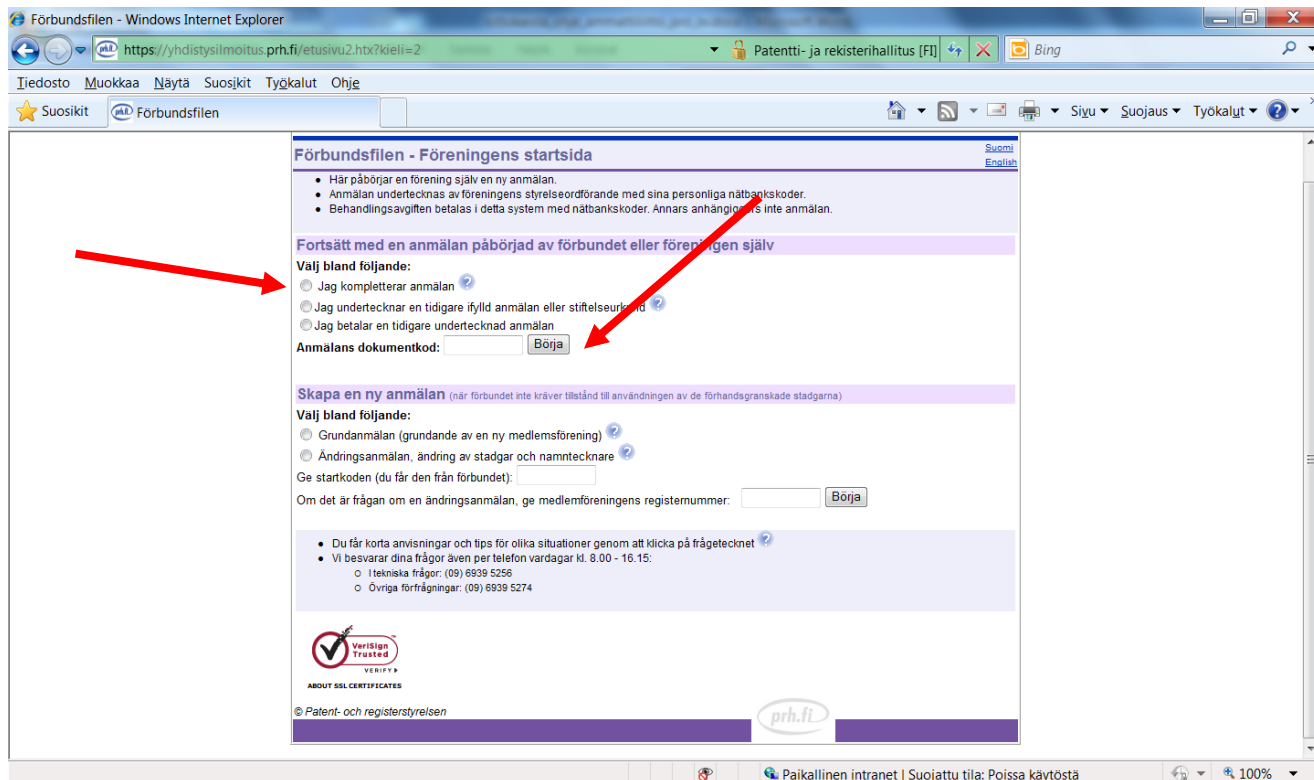 Förbundsfilen - Windows Internet Explorer
https://yhdistysilmoitus.prh.fi/etusivu2.htx?kieli=2
Patentti- ja rekisterihallitus [FI]
Bing
Tiedosto Muokkaa Näytä Suosikit Työkalut Ohje
Suosikit
Förbundsfilen
Sivu Suojaus Työkalut
Förbundsfilen - Föreningens startsida
Suomi
English
Här påbörjar en förening själv en ny anmälan.
Anmälan undertecknas av föreningens styrelseordförande med sina personliga nätbankskoder.
Behandlingsavgiften betalas i detta system med nätbankskoder. Annars inte anmälan.
Fortsätt med en anmälan påbörjad av förbundet eller föreningen själv
Välj bland följande:
Jag kompletterar anmälan ?
Jag undertecknar en tidigare ifylld anmälan eller ?
Jag betalar en tidigare undertecknad anmälan
Anmälans dokumentkod: Börja
Skapa en ny anmälan (när förbundet inte kräver tillstånd till användningen av de förhandsgranskade stadgarna)
Välj bland följande:
Grundanmälan (grundande av en ny medlemsförening) ?
Ändringsanmälan, ändring av stadgar och namntecknare ?
Ge startkoden (du får den från förbundet):
Om det är frågan om en ändringsanmälan, ge medlemföreningens registernummer: Börja
Du får korta anvisningar och tips för olika situationer genom att klicka på frågetecknet ?
Vi besvarar dina frågor även per telefon vardagar kl. 8.00 - 16.15:
I tekniska frågor: (09) 6939 5256
Övriga förfrågningar: (09) 6939 5274
VeriSign
Trusted
VERIFY
ABOUT SSL CERTIFICATES
© Patent- och registerstyrelsen
prh.fi
Paikallinen intranet | Suojattu tila: Poissa käytöstä
100%